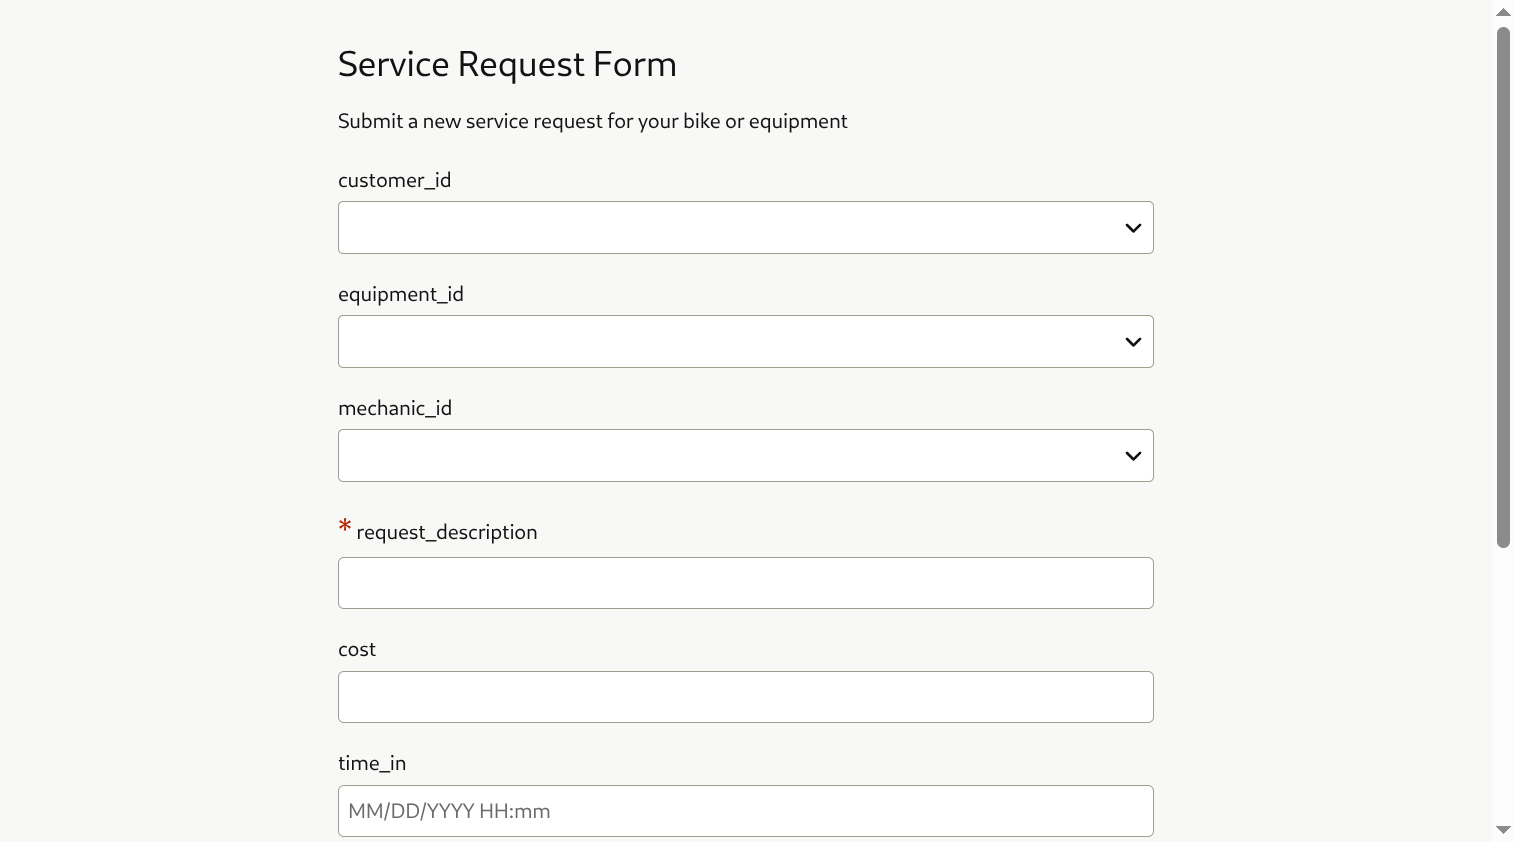 Service Request Form
Submit a new service request for your bike or equipment
customer_id
equipment_id
mechanic_id
* request_description
cost
time_in
MM/DD/YYYY HH:mm